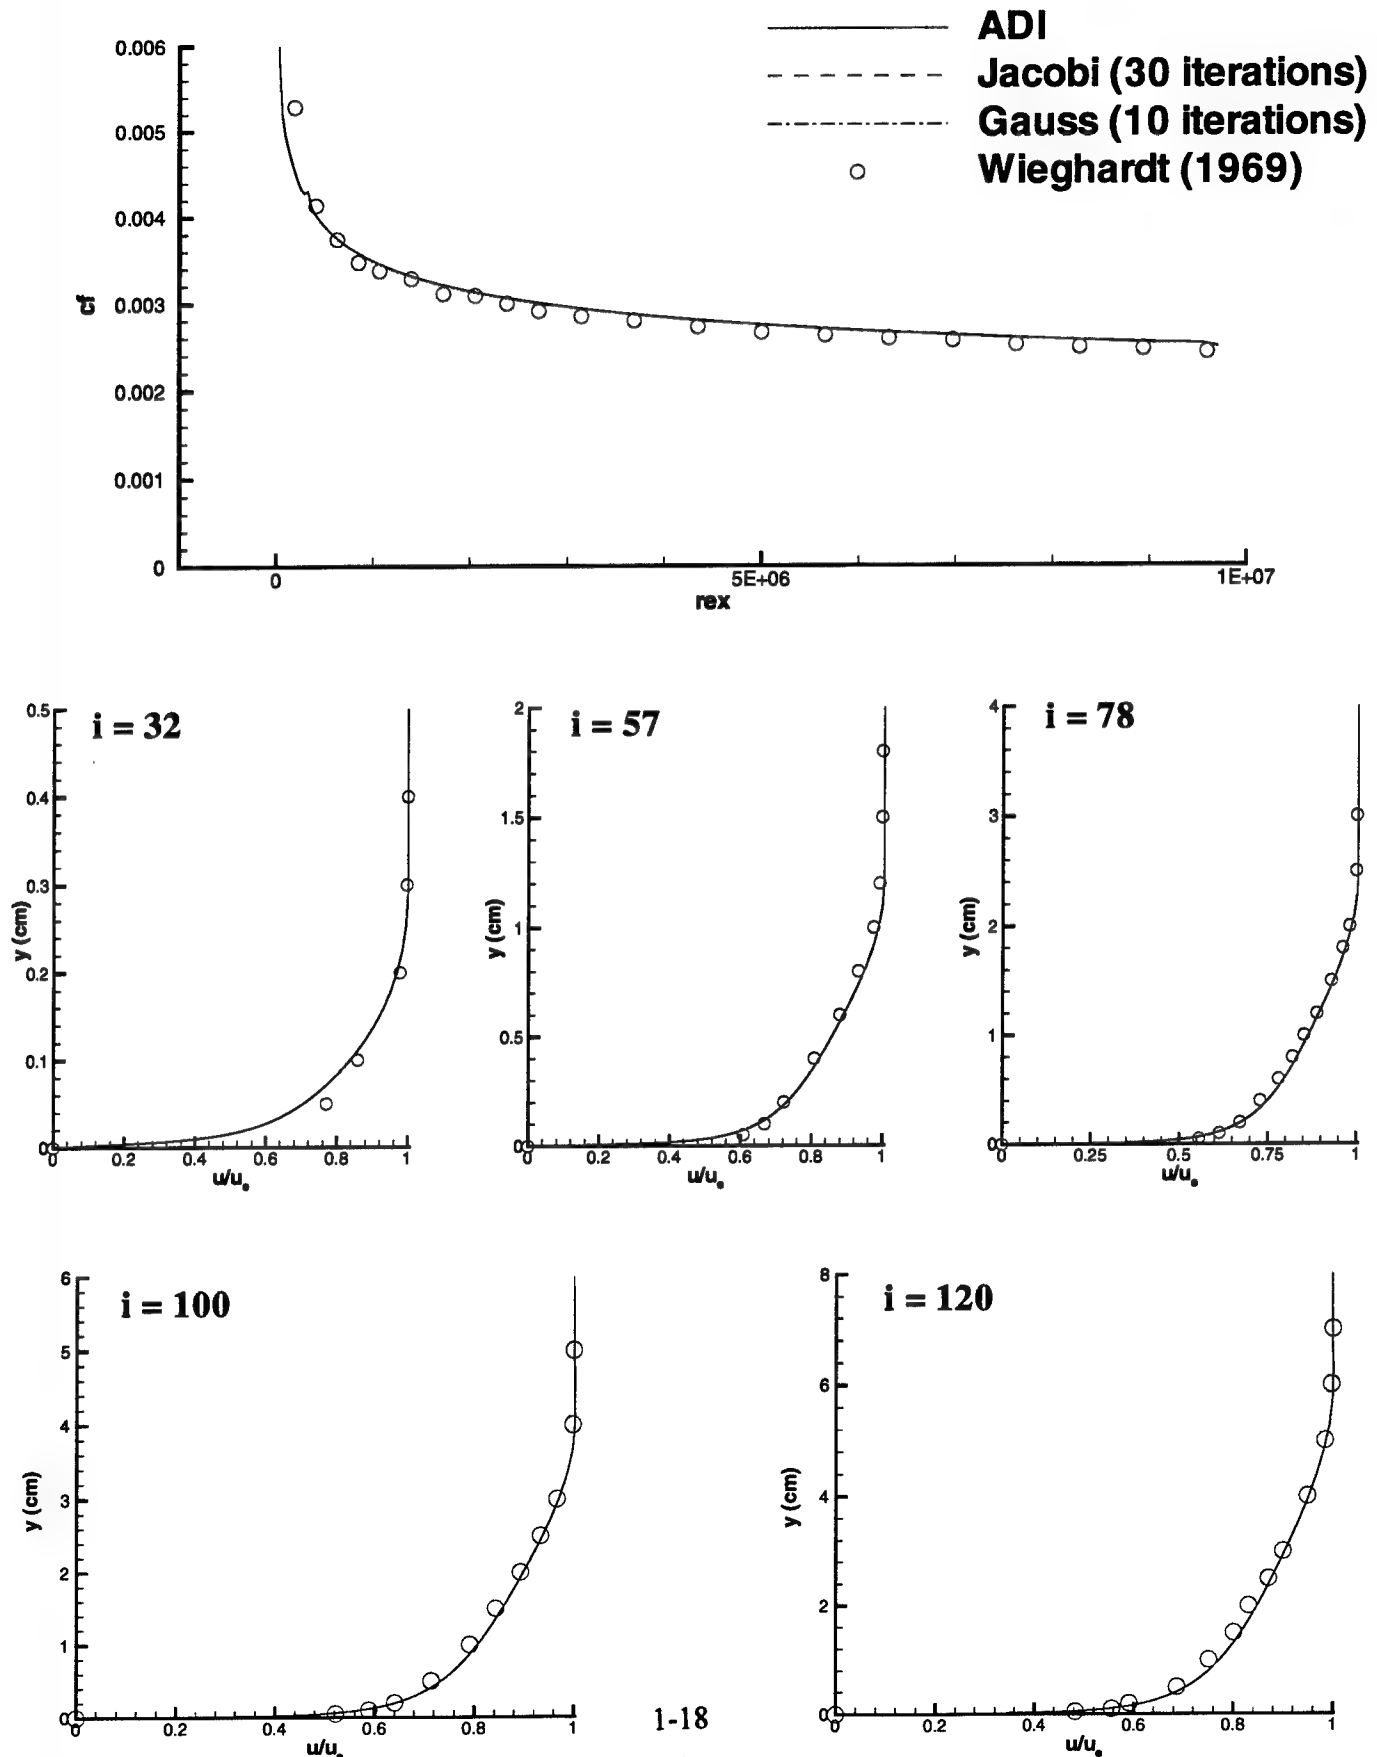 ADI
Jacobi (30 iterations)
Gauss (10 iterations)
Wieghardt (1969)
0.006
0.005
0.004
0.003
0.002
0.001
0
cf
0
5E+06
1E+07
rex
i = 32
0.5
0.4
0.3
0.2
0.1
0
y (cm)
0
0.2
0.4
0.6
0.8
1
u/uₑ
i = 57
2
1.5
1
0.5
0
y (cm)
0
0.2
0.4
0.6
0.8
1
u/uₑ
i = 78
4
3
2
1
0
y (cm)
0
0.25
0.5
0.75
1
u/uₑ
i = 100
6
5
4
3
2
1
0
y (cm)
0
0.2
0.4
0.6
0.8
1
u/uₑ
i = 120
8
6
4
2
0
y (cm)
0
0.2
0.4
0.6
0.8
1
u/uₑ
1-18